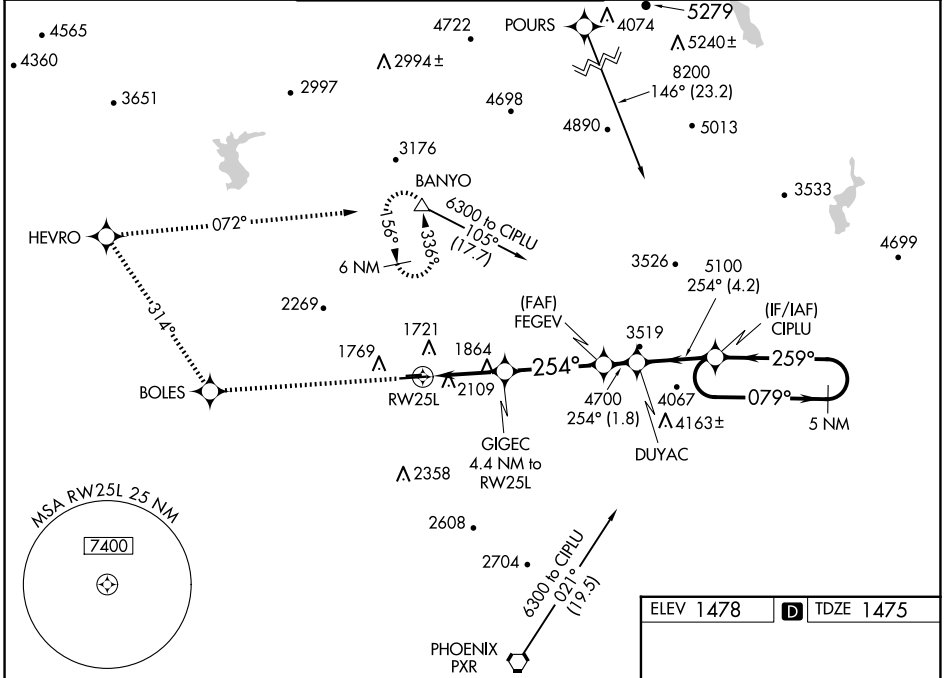 4565
4360
3651
2997
4722
2994±
4698
POURS
4074
5279
5240±
8200
146° (23.2)
4890
5013
3176
BANYO
3533
HEVRO
072°
156°
336°
6 NM
6300 to CIPLU
105°
(17.7)
4699
3526
5100
254° (4.2)
314°
2269
(FAF)
FEGEV
(IF/IAF)
CIPLU
3519
1721
1769
1864
254°
259°
BOLES
RW25L
2109
4700
254° (1.8)
4067
079°
4163±
5 NM
DUYAC
GIGEC
4.4 NM to
RW25L
2358
MSA RW25L 25 NM
7400
2608
2704
6300 to CIPLU
021°
(19.5)
PHOENIX
PXR
ELEV 1478 D TDZE 1475